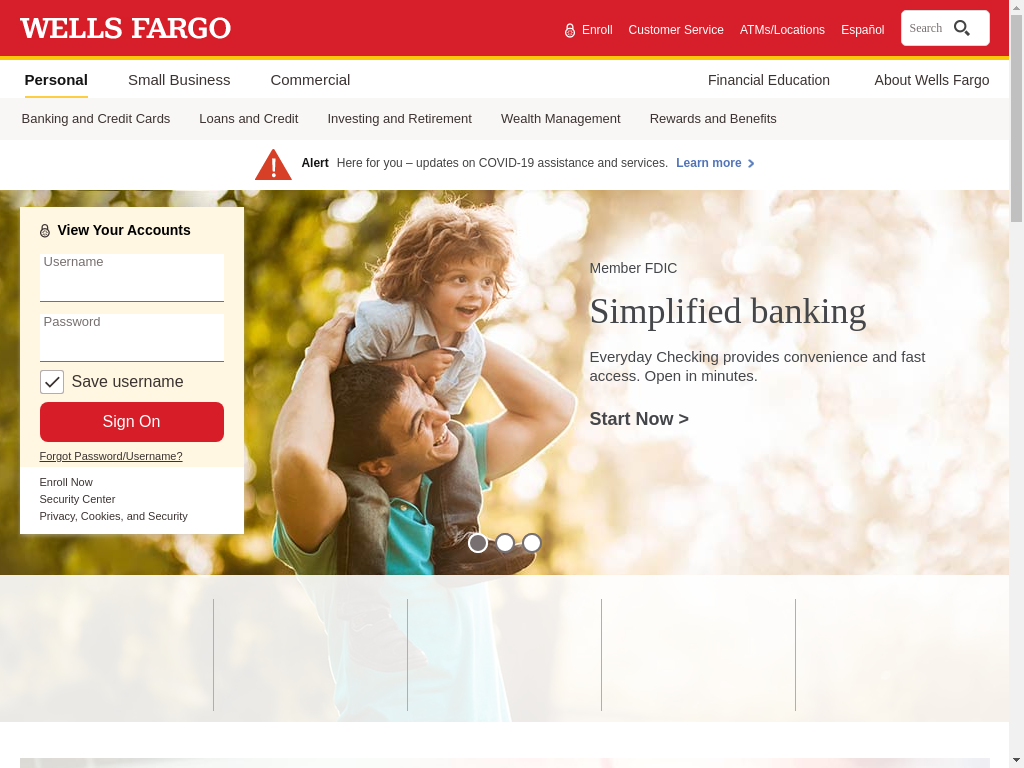 WELLS FARGO
Enroll
Customer Service
ATMs/Locations
Español
Search
Personal
Small Business
Commercial
Financial Education
About Wells Fargo
Banking and Credit Cards
Loans and Credit
Investing and Retirement
Wealth Management
Rewards and Benefits
Alert Here for you – updates on COVID-19 assistance and services. Learn more
View Your Accounts
Username
Password
Save username
Sign On
Forgot Password/Username?
Enroll Now
Security Center
Privacy, Cookies, and Security
Member FDIC
Simplified banking
Everyday Checking provides convenience and fast
access. Open in minutes.
Start Now >